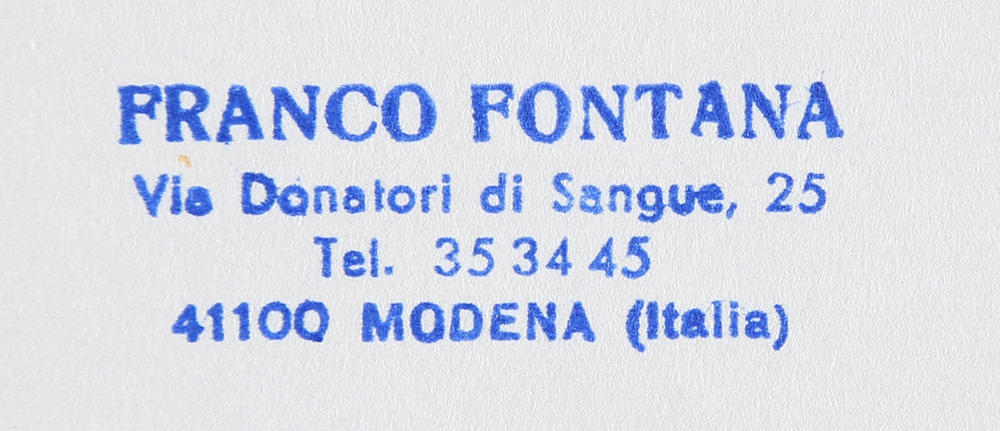 FRANCO FONTANA
Via Donatori di Sangue, 25
Tel. 35 34 45
41100 MODENA (Italia)